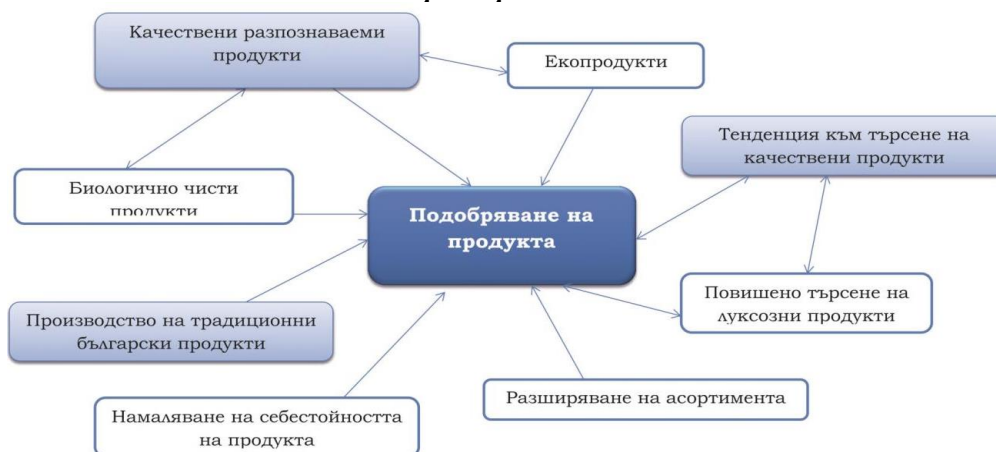 Качествени разпознаваеми
продукти
Екопродукти
Тенденция към търсене на
качествени продукти
Биологично чисти
продукти
Подобряване на
продукта
Повишено търсене на
луксозни продукти
Производство на традиционни
български продукти
Разширяване на асортимента
Намаляване на себестойността
на продукта